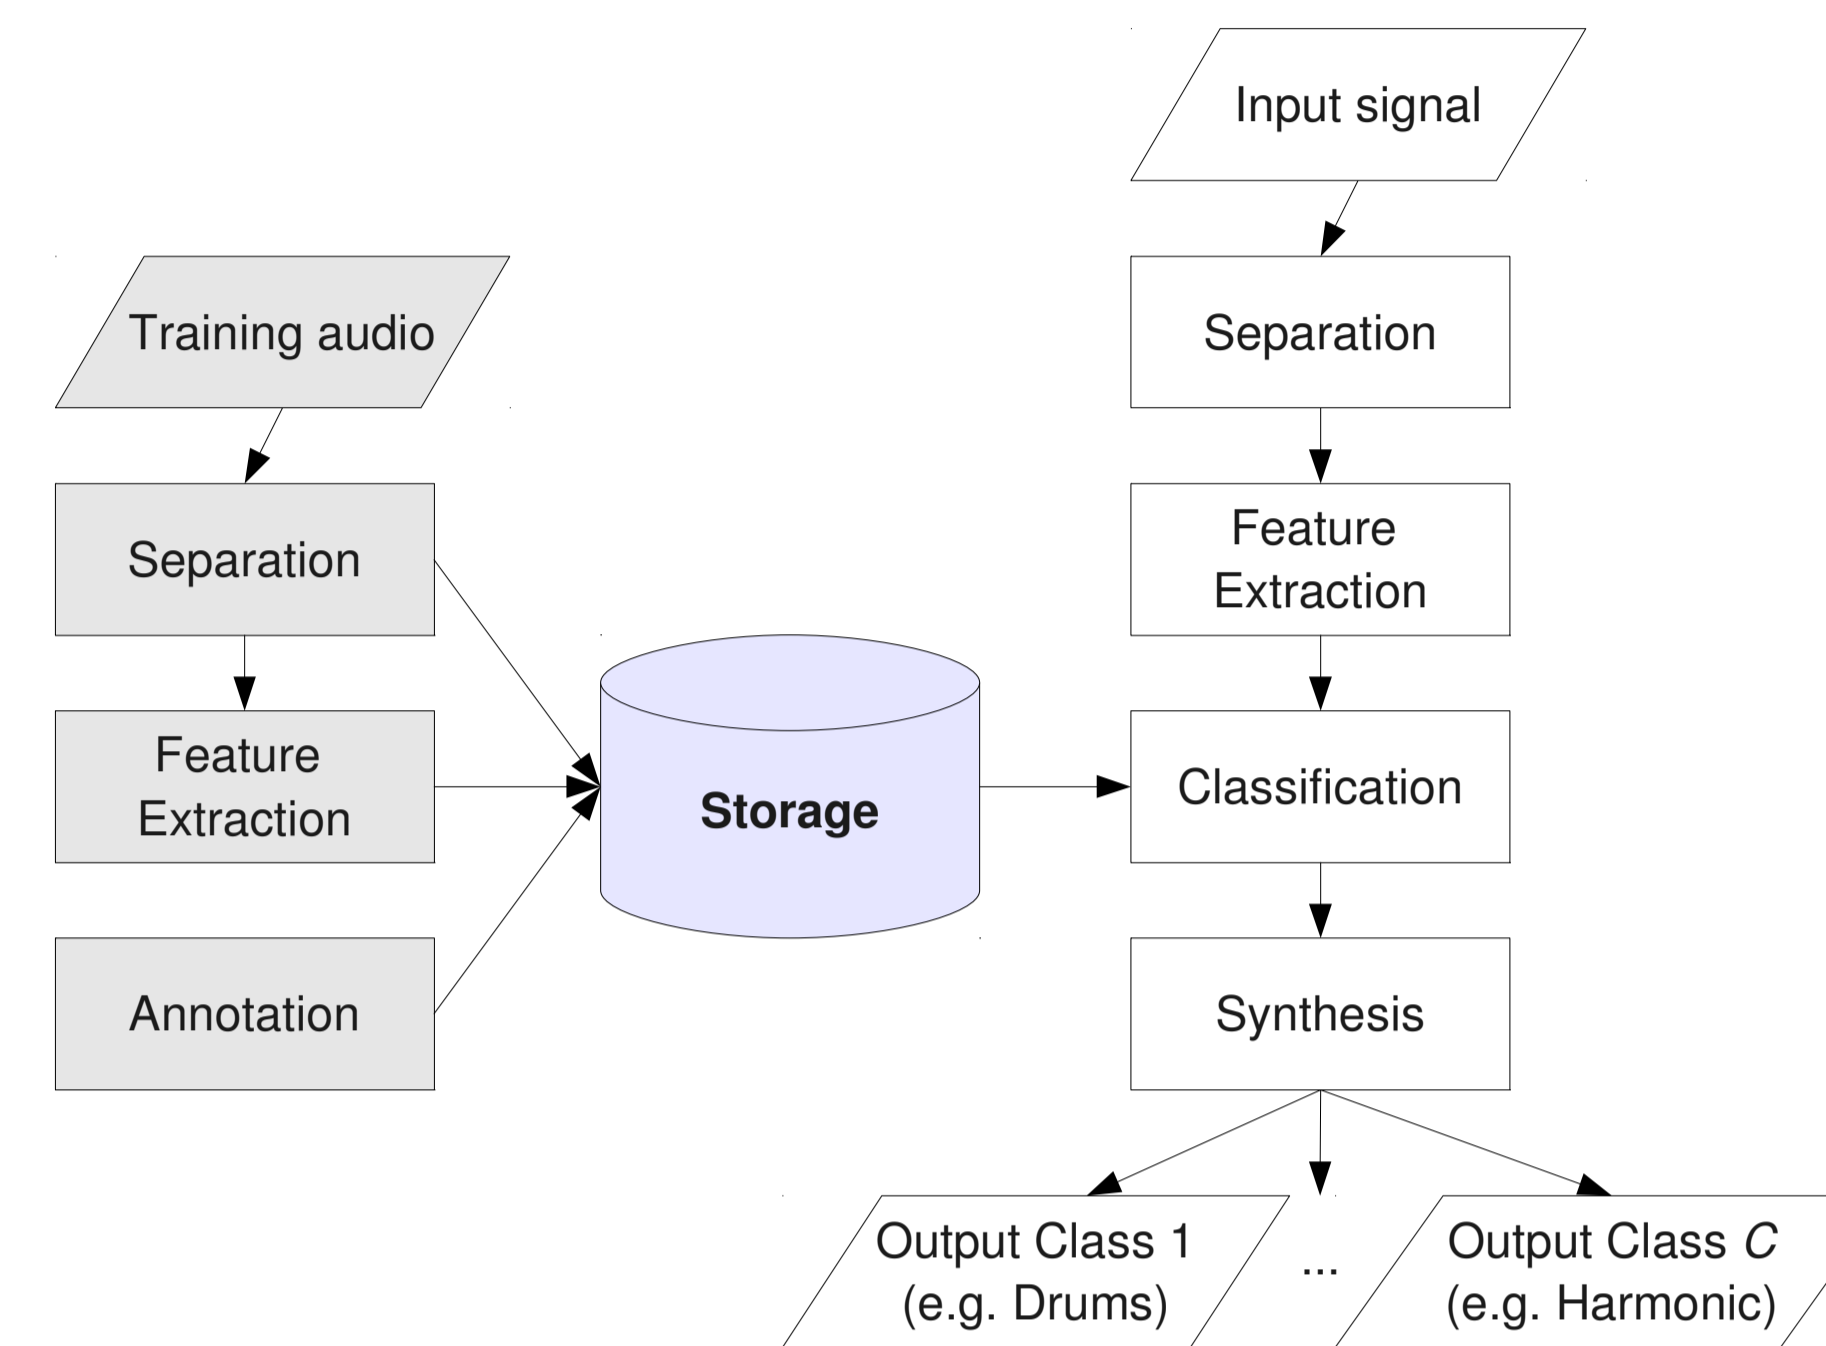 Input signal
Training audio
Separation
Separation
Feature
Extraction
Feature
Extraction
Storage
Classification
Annotation
Synthesis
Output Class 1
(e.g. Drums)
...
Output Class C
(e.g. Harmonic)